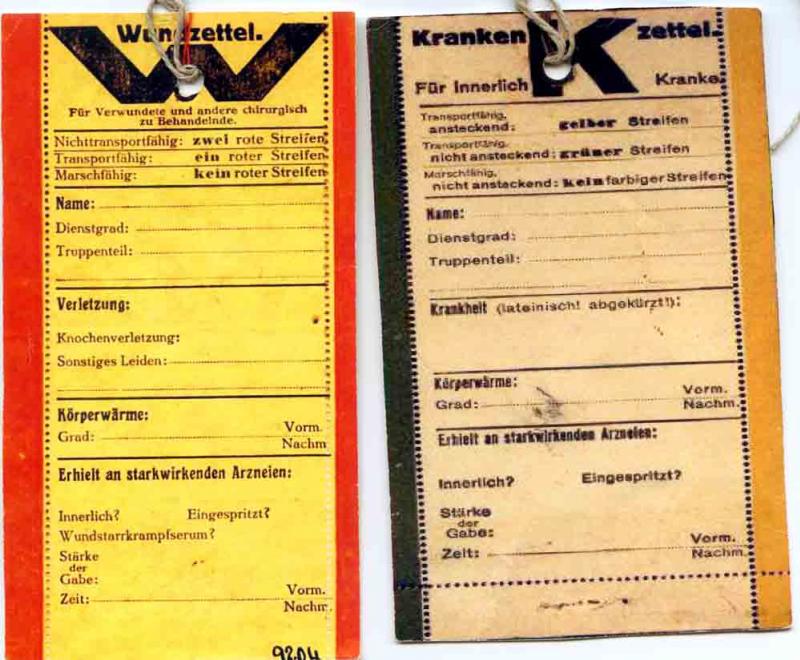 Wundzettel.
W
Für Verwundete und andere chirurgisch
zu Behandelnde.
Nichttransportfähig: zwei rote Streifen
Transportfähig: ein roter Streifen
Marschfähig: kein roter Streifen
Name:
Dienstgrad:
Truppenteil:
Verletzung:
Knochenverletzung:
Sonstiges Leiden:
Körperwärme:
Vorm.
Grad:
Nachm
Erhielt an starkwirkenden Arzneien:
Innerlich? Eingespritzt?
Wundstarrkrampfserum?
Stärke
der
Gabe:
Vorm.
Zeit:
Nachm.
9204
Kranken K zettel.
Für Innerlich Kranke.
Transportfähig,
ansteckend: gelber Streifen
Transportfähig,
nicht ansteckend: grüner Streifen
Marschfähig,
nicht ansteckend: kein farbiger Streifen
Name:
Dienstgrad:
Truppenteil:
Krankheit (lateinisch! abgekürzt!):
Körperwärme:
Vorm.
Grad:
Nachm.
Erhielt an starkwirkenden Arzneien:
Innerlich? Eingespritzt?
Stärke
der
Gabe:
Vorm.
Zeit:
Nachm.